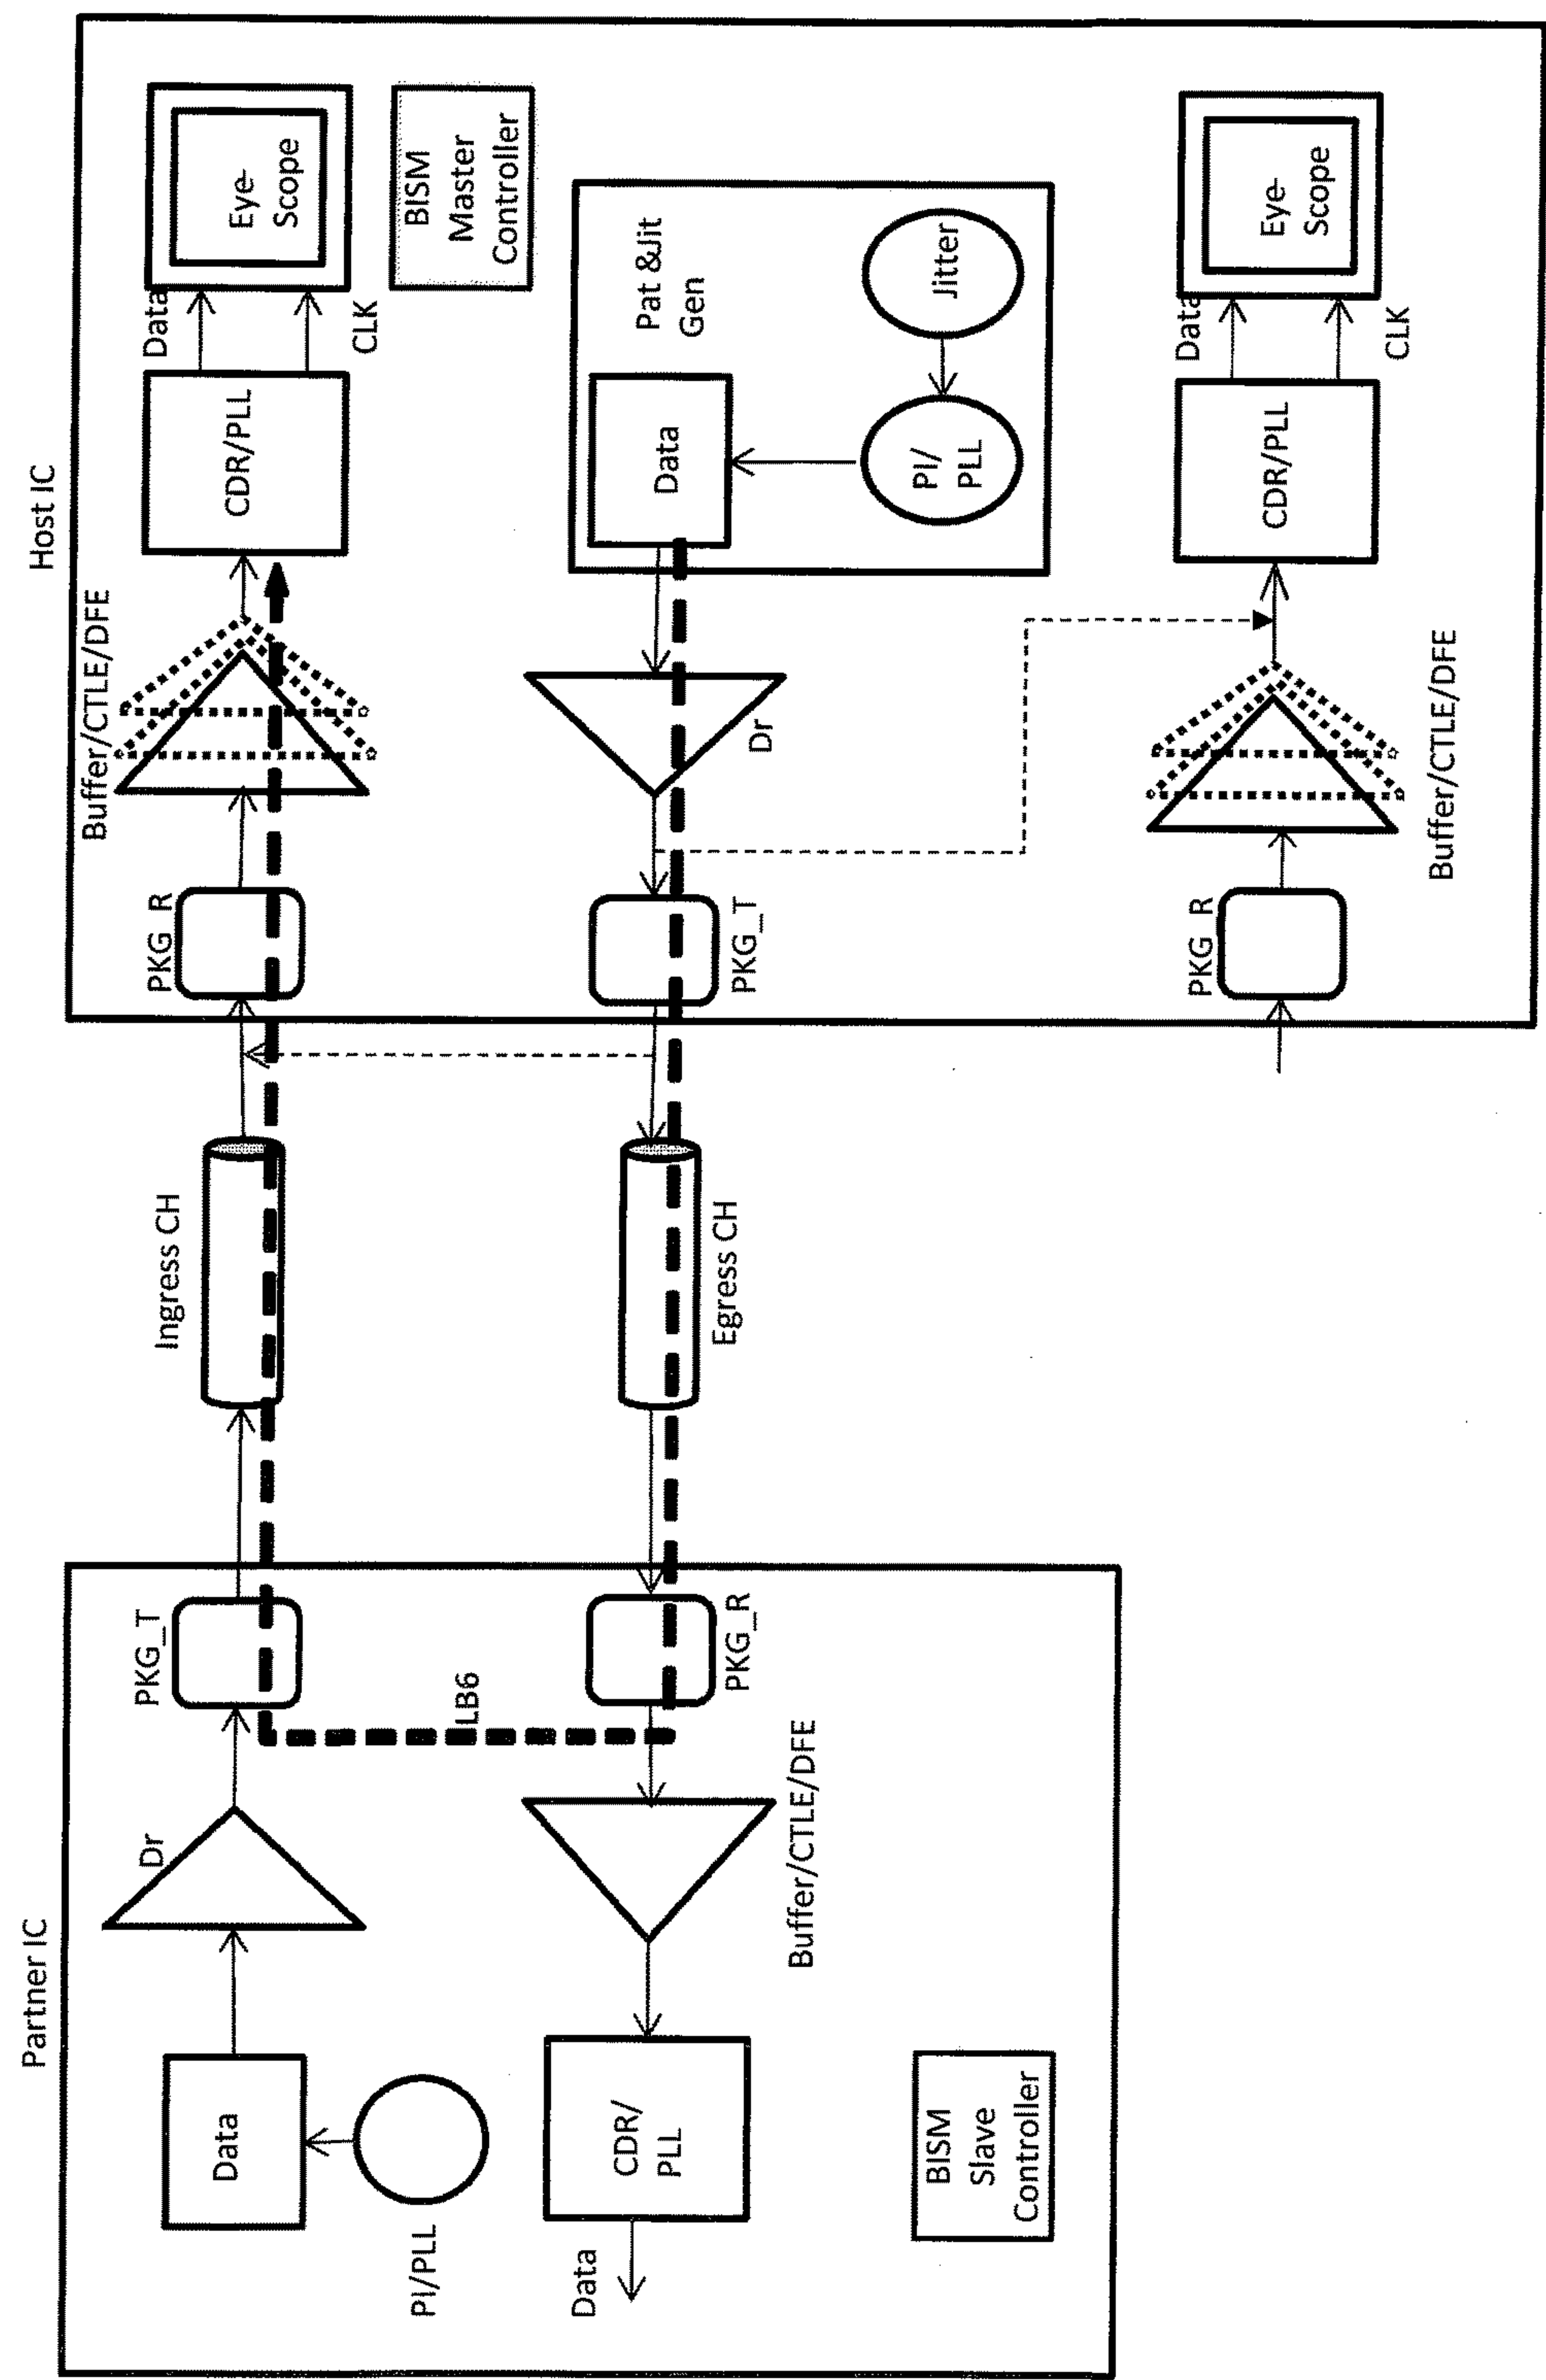 Partner IC
Dr
PKG_T
Data
PI/PLL
LB6
CDR/
PLL
Data
PKG_R
Buffer/CTLE/DFE
BISM
Slave
Controller
Ingress CH
Egress CH
Host IC
PKG_R
Buffer/CTLE/DFE
CDR/PLL
Data
CLK
Eye-
Scope
BISM
Master
Controller
PKG_T
Dr
Data
Pat &Jit
Gen
PI/
PLL
Jitter
PKG_R
Buffer/CTLE/DFE
CDR/PLL
Data
CLK
Eye-
Scope